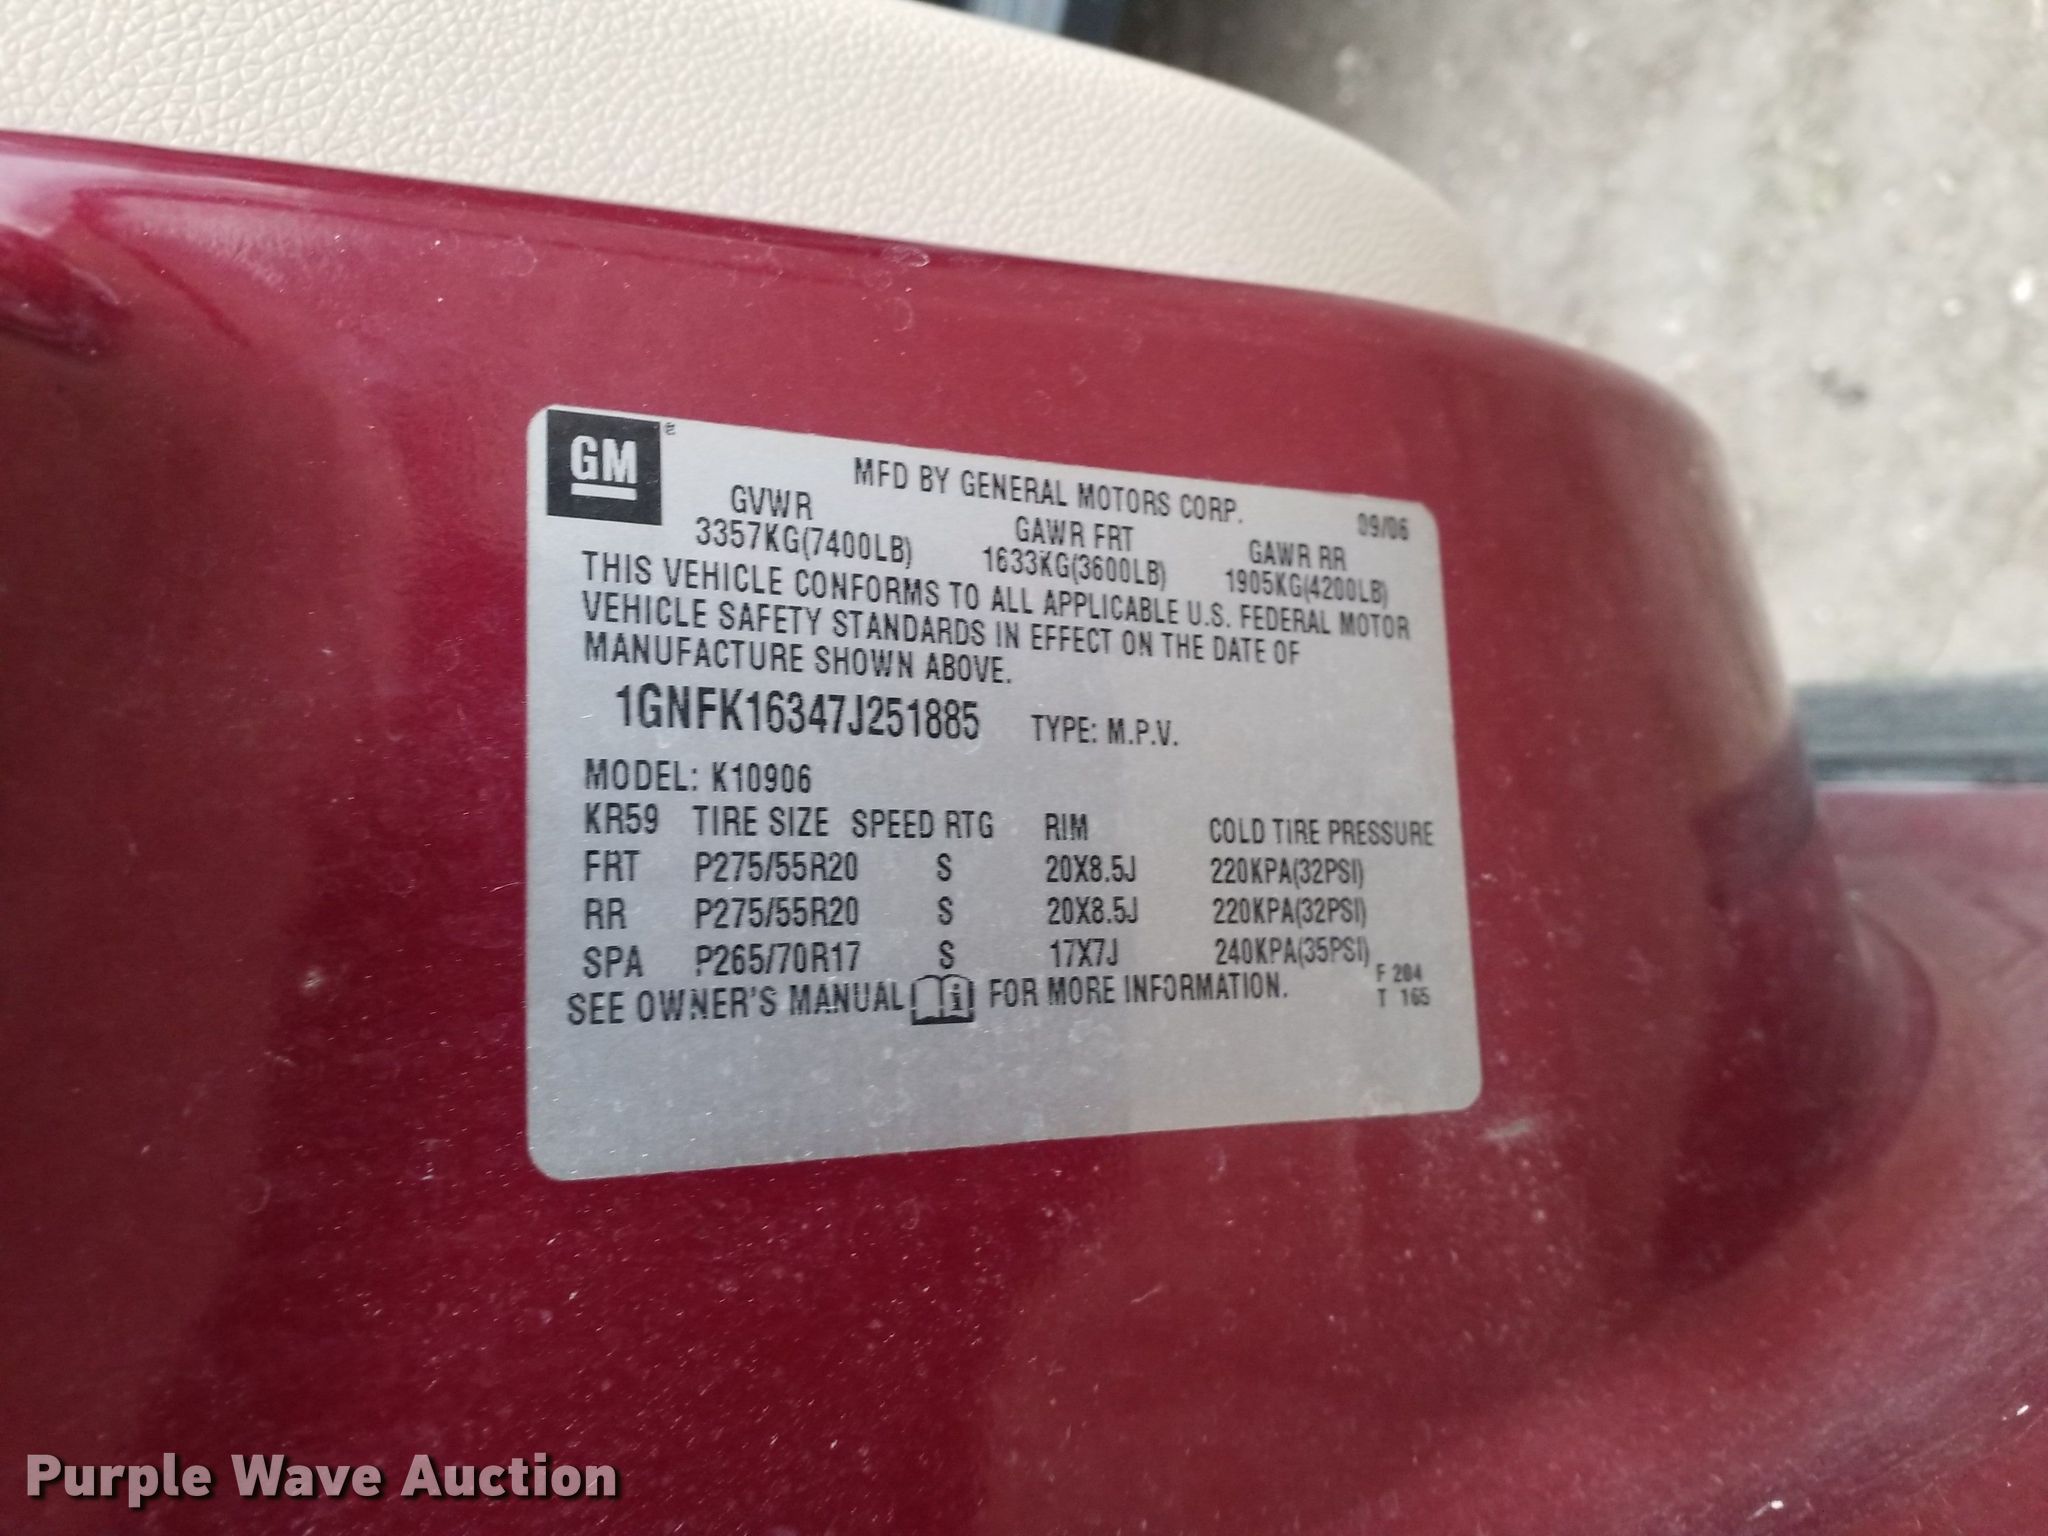 GM
MFD BY GENERAL MOTORS CORP. 09/06
GVWR GAWR FRT GAWR RR
3357KG(7400LB) 1633KG(3600LB) 1905KG(4200LB)
THIS VEHICLE CONFORMS TO ALL APPLICABLE U.S. FEDERAL MOTOR
VEHICLE SAFETY STANDARDS IN EFFECT ON THE DATE OF
MANUFACTURE SHOWN ABOVE.
1GNFK16347J251885 TYPE: M.P.V.
MODEL: K10906
KR59 TIRE SIZE SPEED RTG RIM COLD TIRE PRESSURE
FRT P275/55R20 S 20X8.5J 220KPA(32PSI)
RR P275/55R20 S 20X8.5J 220KPA(32PSI)
SPA P265/70R17 S 17X7J 240KPA(35PSI)
SEE OWNER'S MANUAL i FOR MORE INFORMATION.
F 204
T 165
Purple Wave Auction